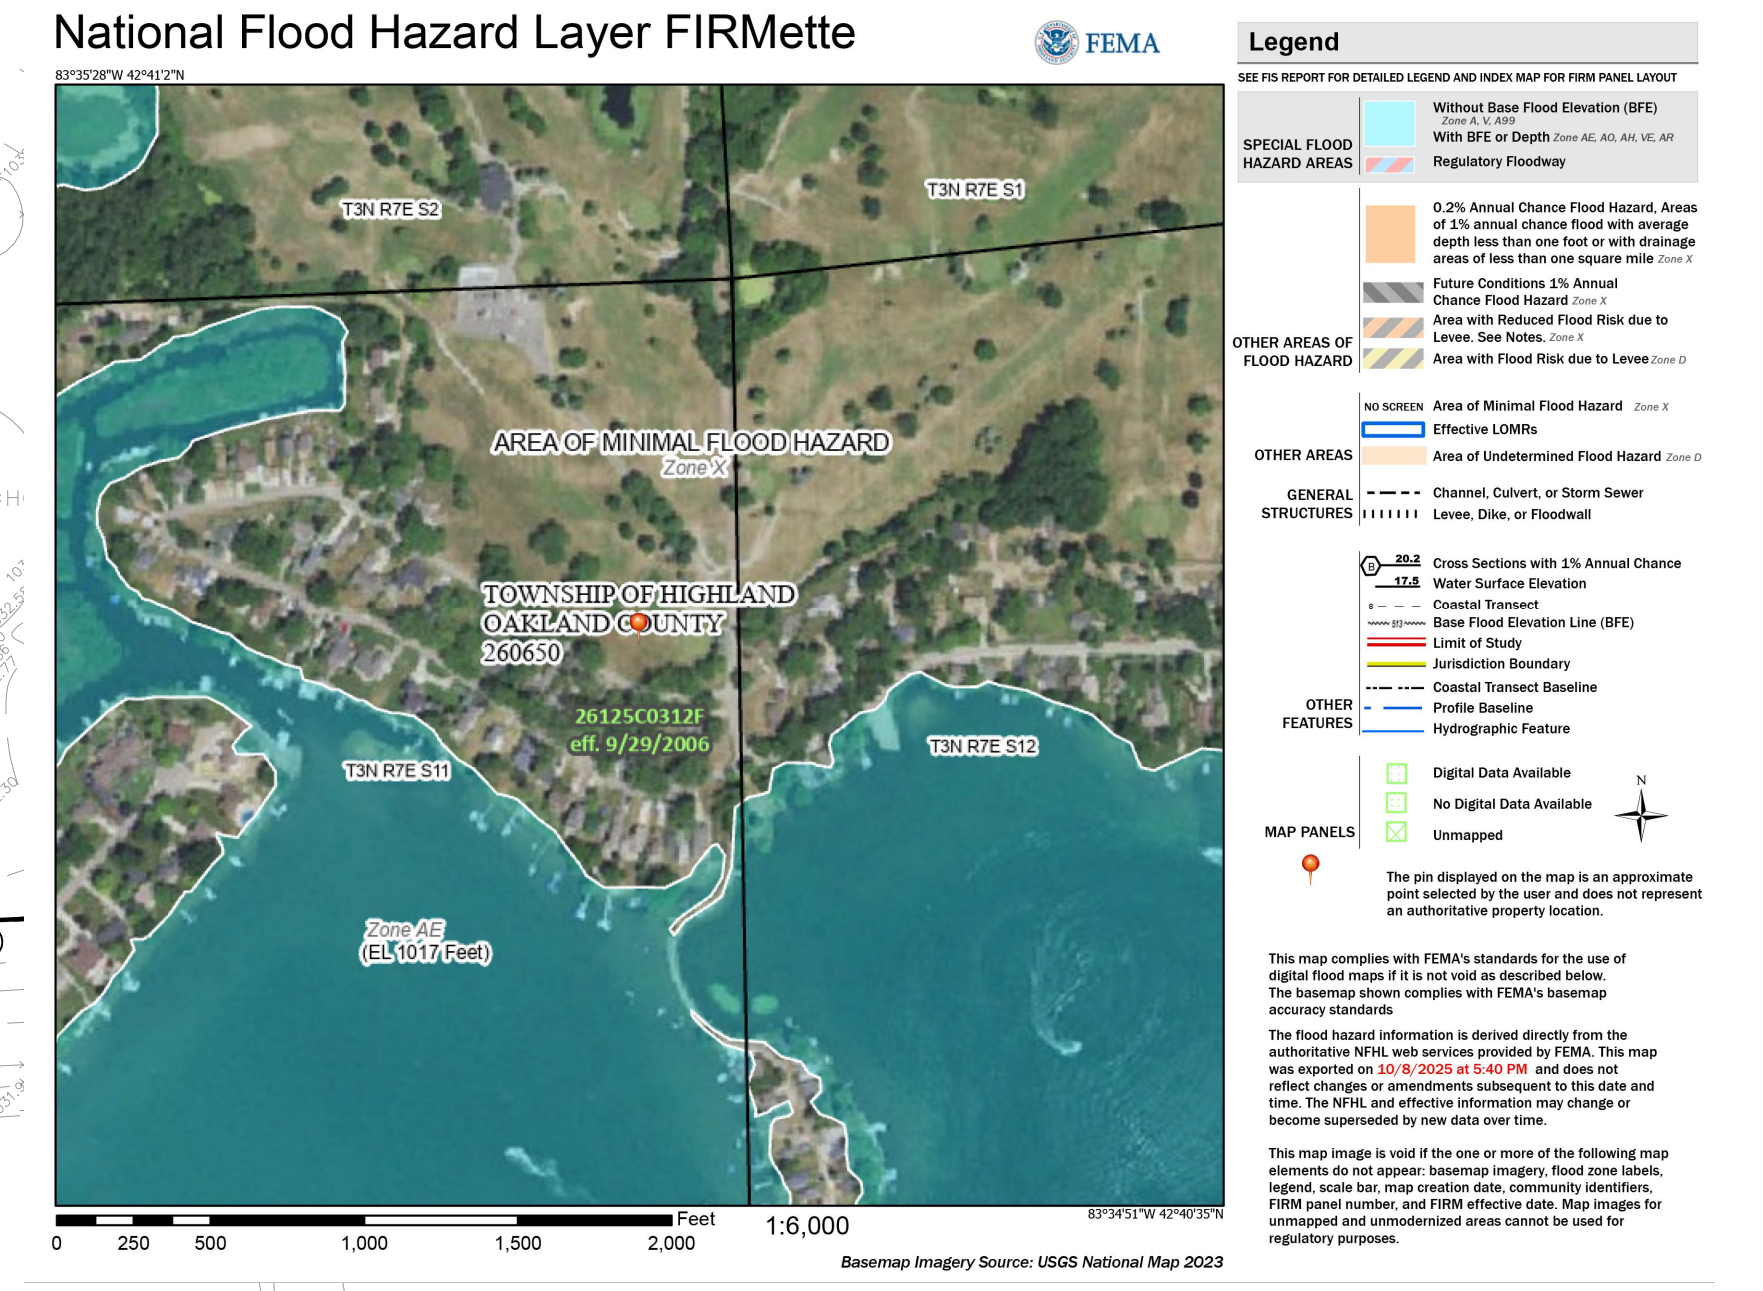 National Flood Hazard Layer FIRMette
FEMA
83°35'28"W 42°41'2"N
T3N R7E S2
T3N R7E S1
AREA OF MINIMAL FLOOD HAZARD
Zone X
TOWNSHIP OF HIGHLAND
OAKLAND COUNTY
260650
26125C0312F
eff. 9/29/2006
T3N R7E S11
T3N R7E S12
Zone AE
(EL 1017 Feet)
83°34'51"W 42°40'35"N
Feet
0 250 500 1,000 1,500 2,000
1:6,000
Basemap Imagery Source: USGS National Map 2023
Legend
SEE FIS REPORT FOR DETAILED LEGEND AND INDEX MAP FOR FIRM PANEL LAYOUT
SPECIAL FLOOD
HAZARD AREAS
Without Base Flood Elevation (BFE)
Zone A, V, A99
With BFE or Depth Zone AE, AO, AH, VE, AR
Regulatory Floodway
0.2% Annual Chance Flood Hazard, Areas
of 1% annual chance flood with average
depth less than one foot or with drainage
areas of less than one square mile Zone X
Future Conditions 1% Annual
Chance Flood Hazard Zone X
Area with Reduced Flood Risk due to
Levee. See Notes. Zone X
Area with Flood Risk due to Levee Zone D
OTHER AREAS OF
FLOOD HAZARD
NO SCREEN Area of Minimal Flood Hazard Zone X
Effective LOMRs
OTHER AREAS
Area of Undetermined Flood Hazard Zone D
GENERAL
STRUCTURES
Channel, Culvert, or Storm Sewer
Levee, Dike, or Floodwall
B 20.2 Cross Sections with 1% Annual Chance
17.5 Water Surface Elevation
8 Coastal Transect
513 Base Flood Elevation Line (BFE)
Limit of Study
Jurisdiction Boundary
Coastal Transect Baseline
OTHER
FEATURES
Profile Baseline
Hydrographic Feature
Digital Data Available
No Digital Data Available
Unmapped
MAP PANELS
N
The pin displayed on the map is an approximate
point selected by the user and does not represent
an authoritative property location.
This map complies with FEMA's standards for the use of
digital flood maps if it is not void as described below.
The basemap shown complies with FEMA's basemap
accuracy standards
The flood hazard information is derived directly from the
authoritative NFHL web services provided by FEMA. This map
was exported on 10/8/2025 at 5:40 PM and does not
reflect changes or amendments subsequent to this date and
time. The NFHL and effective information may change or
become superseded by new data over time.
This map image is void if the one or more of the following map
elements do not appear: basemap imagery, flood zone labels,
legend, scale bar, map creation date, community identifiers,
FIRM panel number, and FIRM effective date. Map images for
unmapped and unmodernized areas cannot be used for
regulatory purposes.